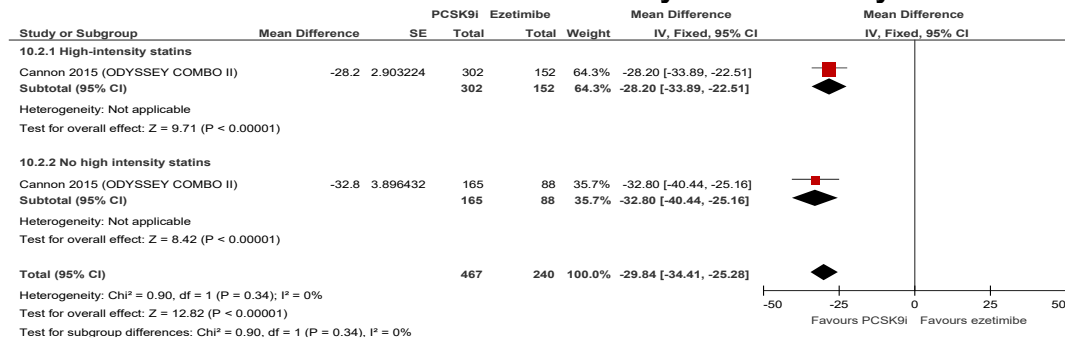 PCSK9i Ezetimibe Mean Difference Mean Difference
Study or Subgroup Mean Difference SE Total Total Weight IV, Fixed, 95% CI IV, Fixed, 95% CI
10.2.1 High-intensity statins
Cannon 2015 (ODYSSEY COMBO II) -28.2 2.903224 302 152 64.3% -28.20 [-33.89, -22.51]
Subtotal (95% CI) 302 152 64.3% -28.20 [-33.89, -22.51]
Heterogeneity: Not applicable
Test for overall effect: Z = 9.71 (P < 0.00001)
10.2.2 No high intensity statins
Cannon 2015 (ODYSSEY COMBO II) -32.8 3.896432 165 88 35.7% -32.80 [-40.44, -25.16]
Subtotal (95% CI) 165 88 35.7% -32.80 [-40.44, -25.16]
Heterogeneity: Not applicable
Test for overall effect: Z = 8.42 (P < 0.00001)
Total (95% CI) 467 240 100.0% -29.84 [-34.41, -25.28]
Heterogeneity: Chi² = 0.90, df = 1 (P = 0.34); I² = 0%
Test for overall effect: Z = 12.82 (P < 0.00001)
Test for subgroup differences: Chi² = 0.90, df = 1 (P = 0.34), I² = 0%
-50 -25 0 25 50
Favours PCSK9i Favours ezetimibe